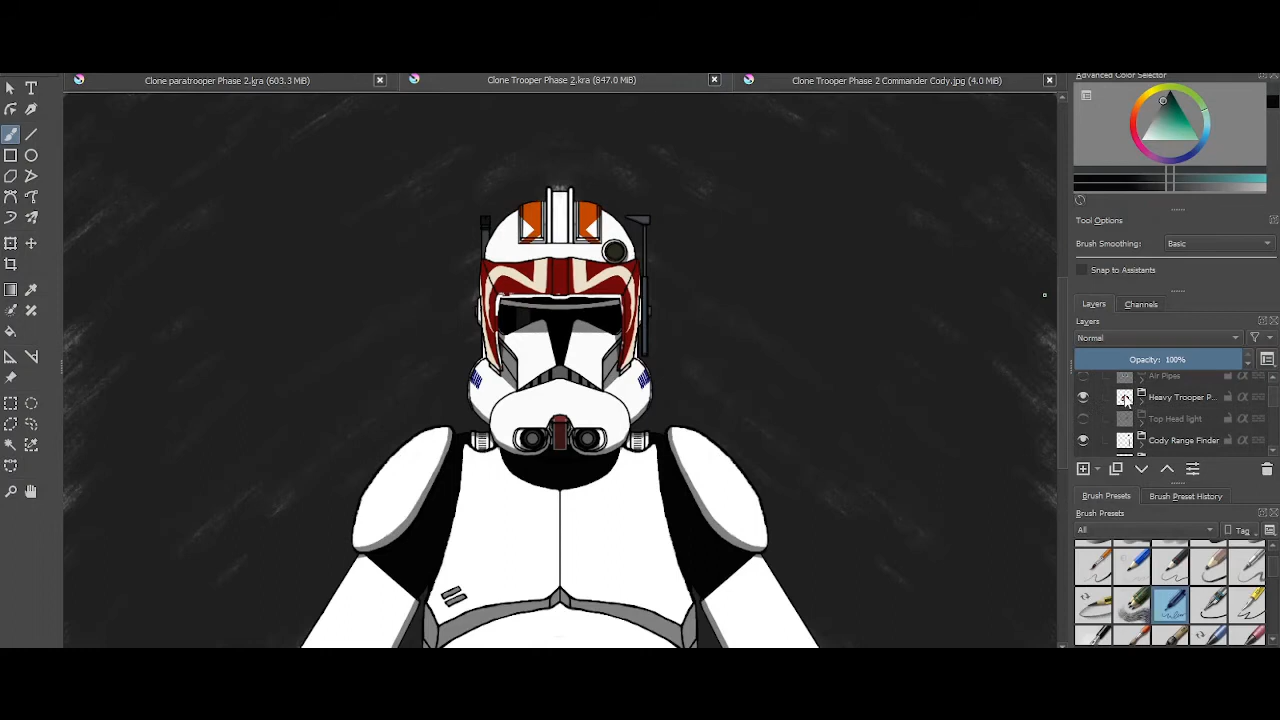 Clone paratrooper Phase 2.kra (603.3 MiB)
Clone Trooper Phase 2.kra (847.0 MiB)
Clone Trooper Phase 2 Commander Cody.jpg (4.0 MiB)
Advanced Color Selector
Tool Options
Brush Smoothing:
Basic
Snap to Assistants
Layers
Channels
Layers
Normal
Opacity: 100%
Air Pipes
Heavy Trooper P...
Top Head light
Cody Range Finder
Brush Presets
Brush Preset History
Brush Presets
All
Tag